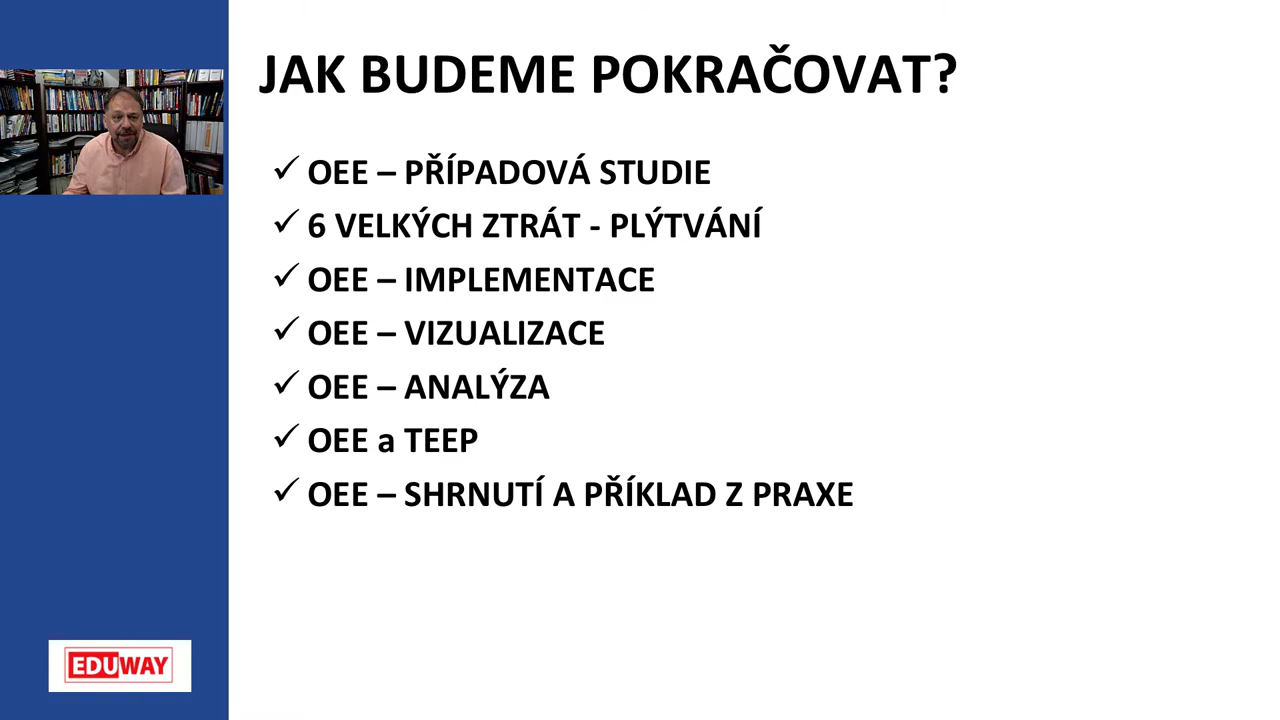 JAK BUDEME POKRAČOVAT?
✓ OEE – PŘÍPADOVÁ STUDIE
✓ 6 VELKÝCH ZTRÁT - PLÝTVÁNÍ
✓ OEE – IMPLEMENTACE
✓ OEE – VIZUALIZACE
✓ OEE – ANALÝZA
✓ OEE a TEEP
✓ OEE – SHRNUTÍ A PŘÍKLAD Z PRAXE
EDUWAY